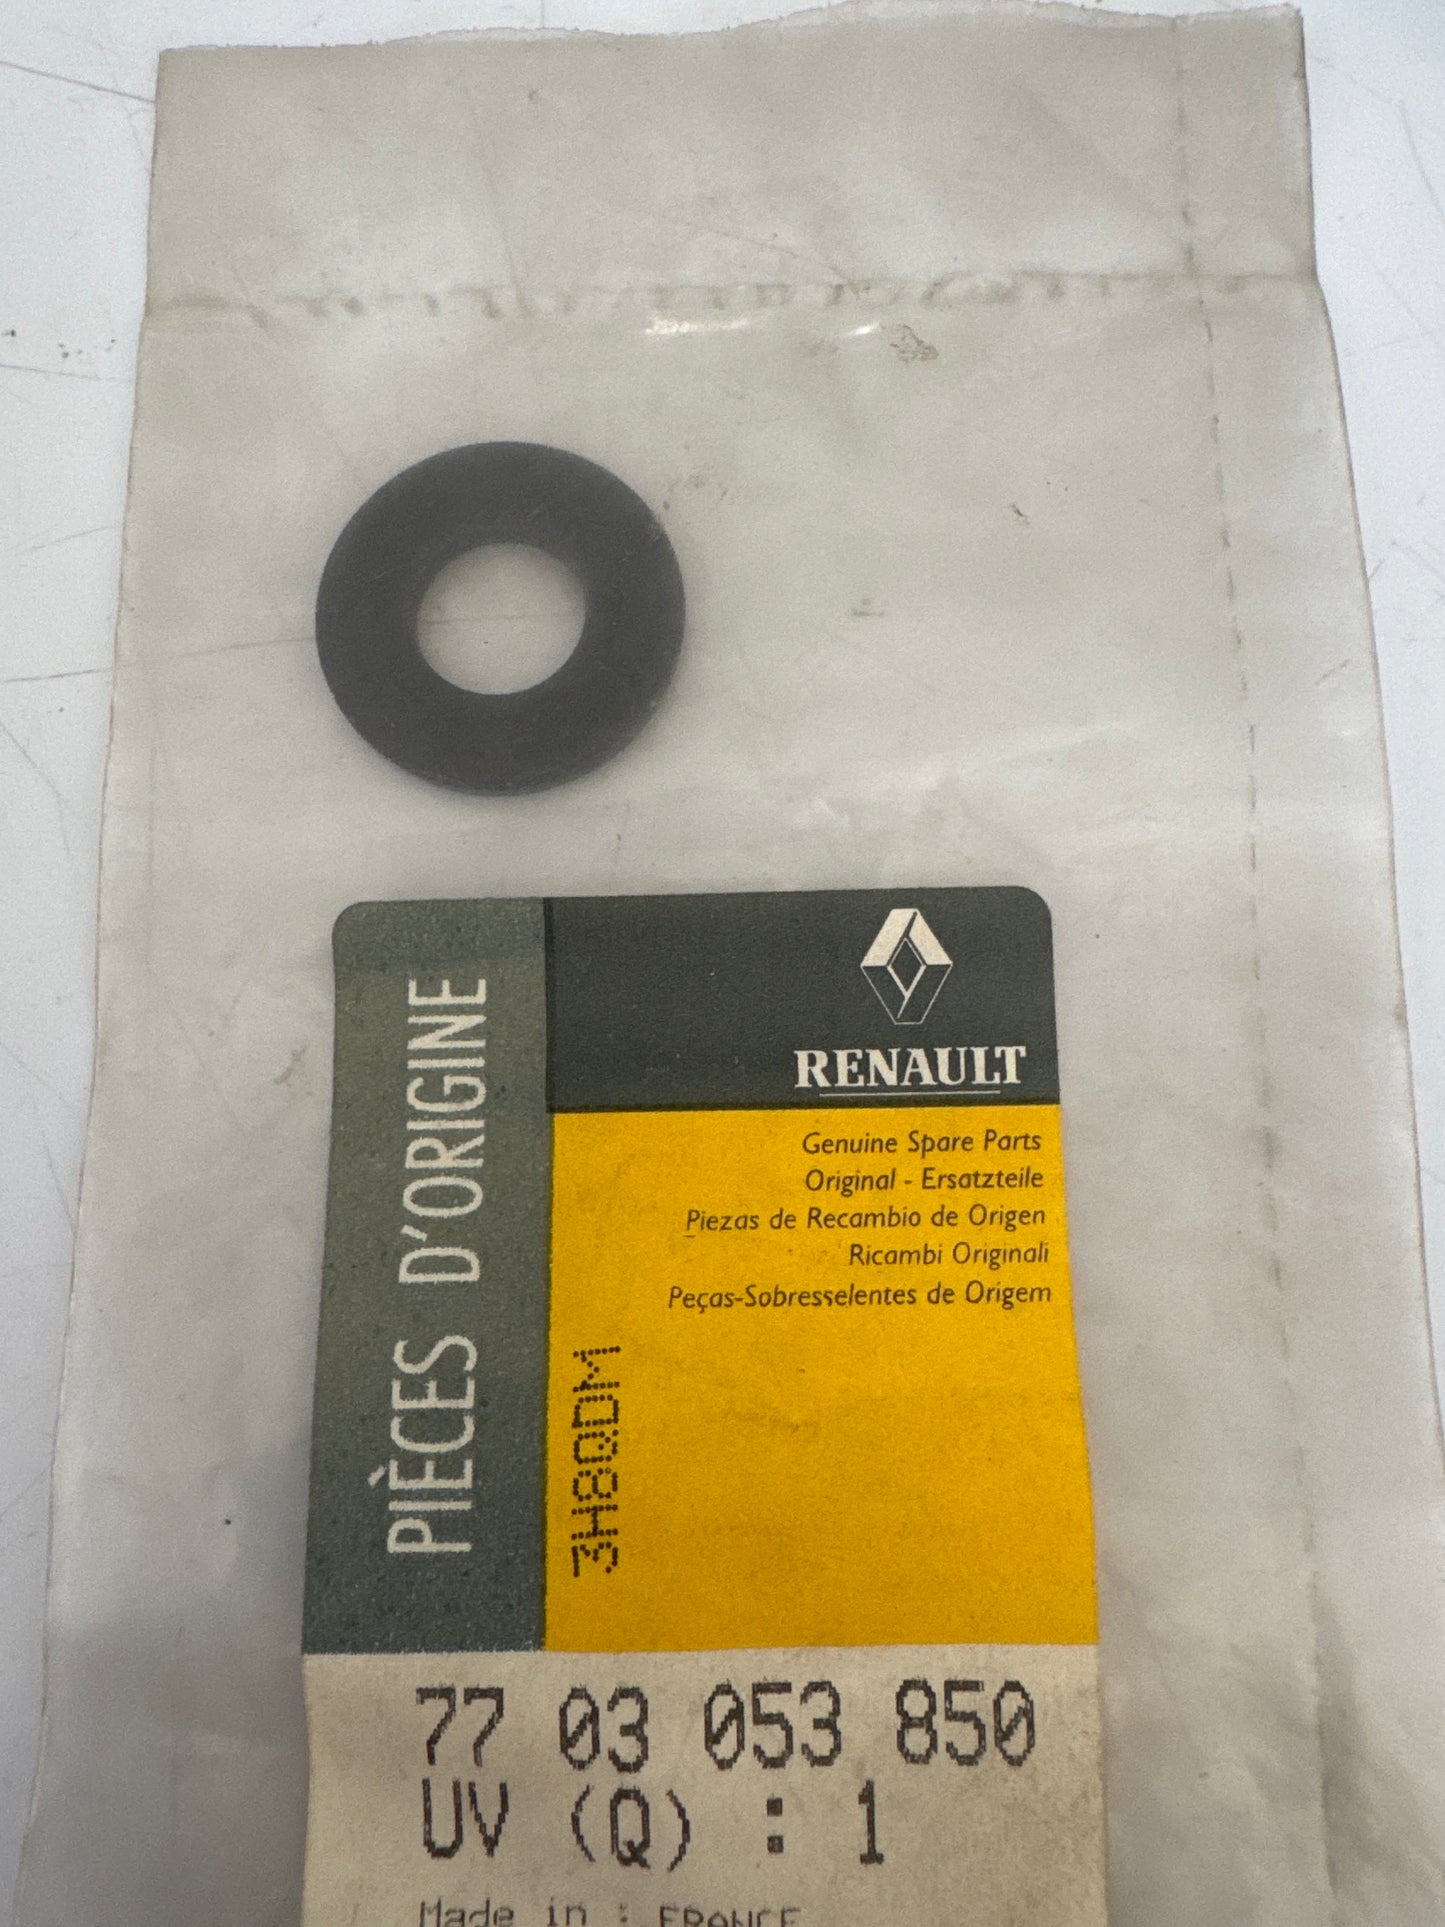 PIÈCES D'ORIGINE
RENAULT
Genuine Spare Parts
Original - Ersatzteile
Piezas de Recambio de Origen
Ricambi Originali
Peças-Sobresselentes de Origem
3H8QDM
77 03 053 850
UV (Q) : 1
Made in : FRANCE